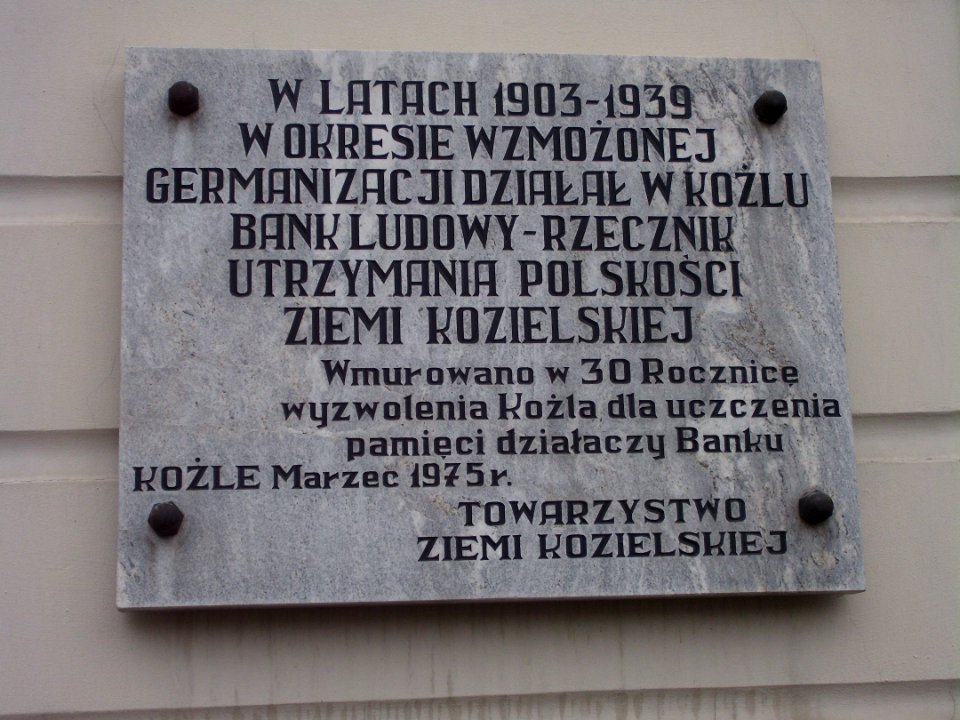 W LATACH 1903-1939
W OKRESIE WZMOŻONEJ
GERMANIZACJI DZIAŁAŁ W KOŹLU
BANK LUDOWY-RZECZNIK
UTRZYMANIA POLSKOŚCI
ZIEMI KOZIELSKIEJ
Wmurowano w 30 Rocznicę
wyzwolenia Koźla dla uczczenia
pamięci działaczy Banku
KOŹLE Marzec 1975 r.
TOWARZYSTWO
ZIEMI KOZIELSKIEJ